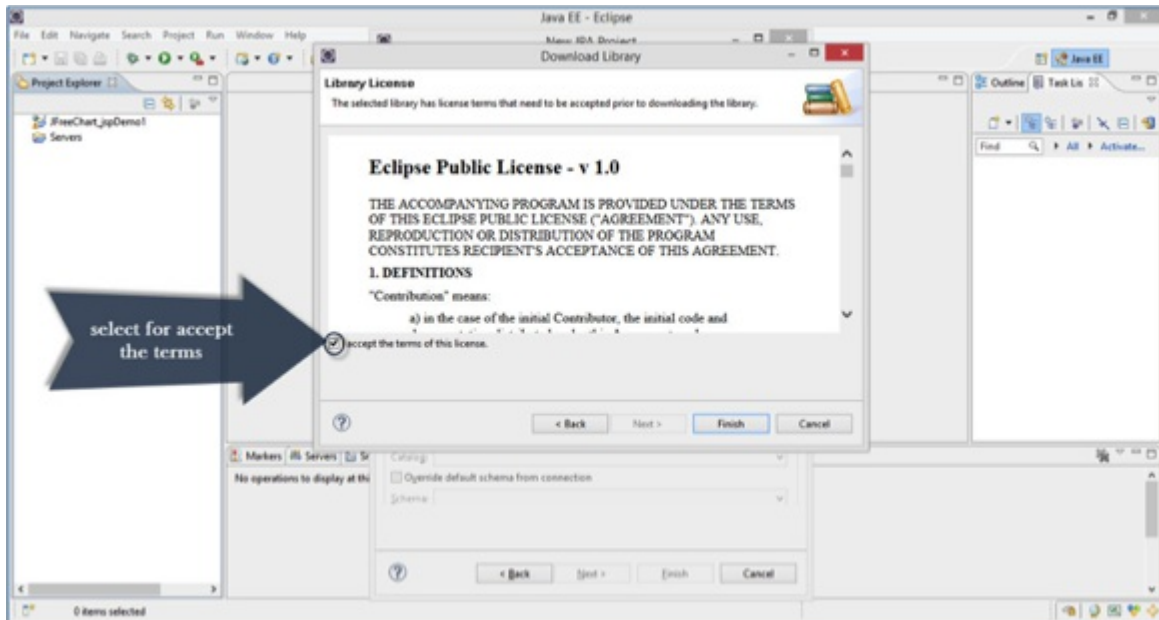 Java EE - Eclipse
File Edit Navigate Search Project Run Window Help
New JPA Project
Download Library
Java EE
Project Explorer
Library License
The selected library has license terms that need to be accepted prior to downloading the library.
Outline Task Lis
JFreeChart_jspDemo1
Servers
Find All Activate...
Eclipse Public License - v 1.0
THE ACCOMPANYING PROGRAM IS PROVIDED UNDER THE TERMS
OF THIS ECLIPSE PUBLIC LICENSE ("AGREEMENT"). ANY USE,
REPRODUCTION OR DISTRIBUTION OF THE PROGRAM
CONSTITUTES RECIPIENT'S ACCEPTANCE OF THIS AGREEMENT.
1. DEFINITIONS
"Contribution" means:
a) in the case of the initial Contributor, the initial code and
select for accept
the terms
accept the terms of this license.
< Back Next > Finish Cancel
Markers Servers
Catalog:
No operations to display at thi
Override default schema from connection
Schema:
< Back Next > Finish Cancel
0 items selected